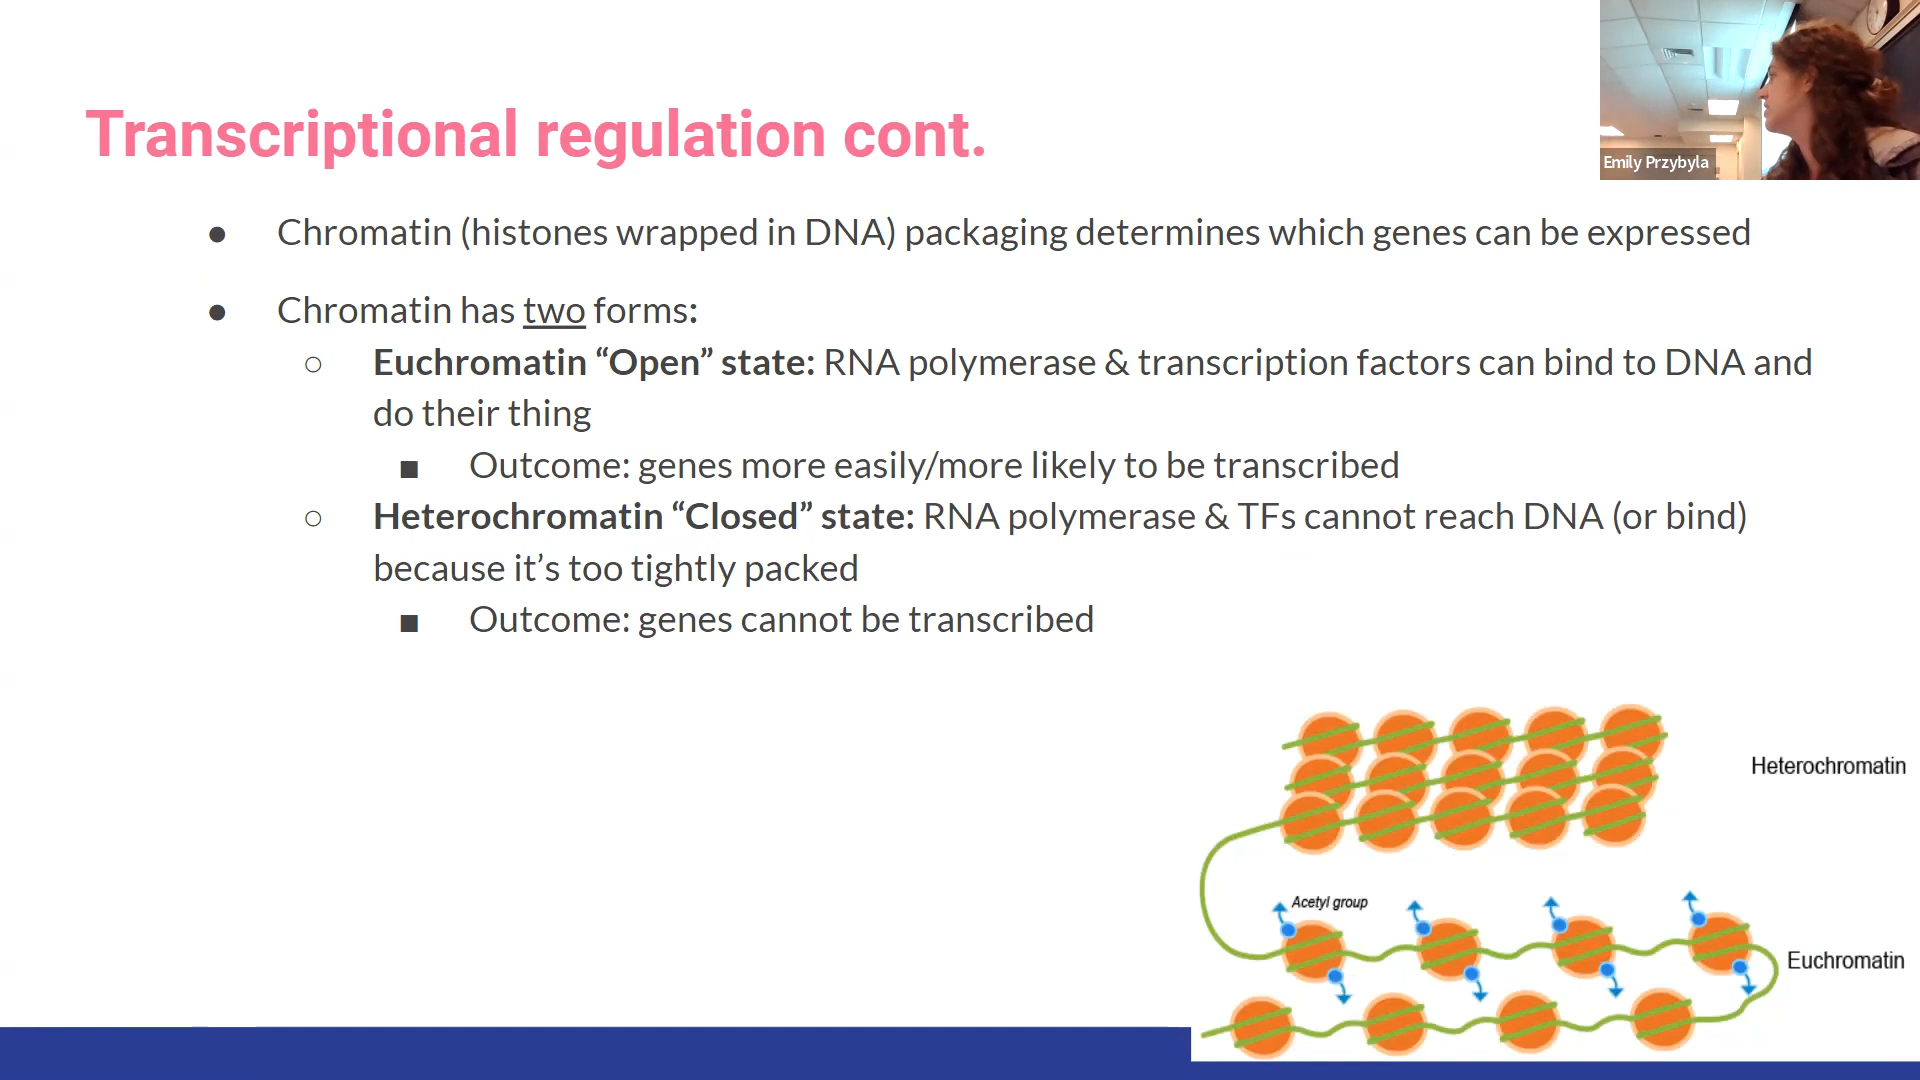 Transcriptional regulation cont.
Emily Przybyla
● Chromatin (histones wrapped in DNA) packaging determines which genes can be expressed
● Chromatin has two forms:
○ Euchromatin “Open” state: RNA polymerase & transcription factors can bind to DNA and
do their thing
■ Outcome: genes more easily/more likely to be transcribed
○ Heterochromatin “Closed” state: RNA polymerase & TFs cannot reach DNA (or bind)
because it’s too tightly packed
■ Outcome: genes cannot be transcribed
Heterochromatin
Acetyl group
Euchromatin